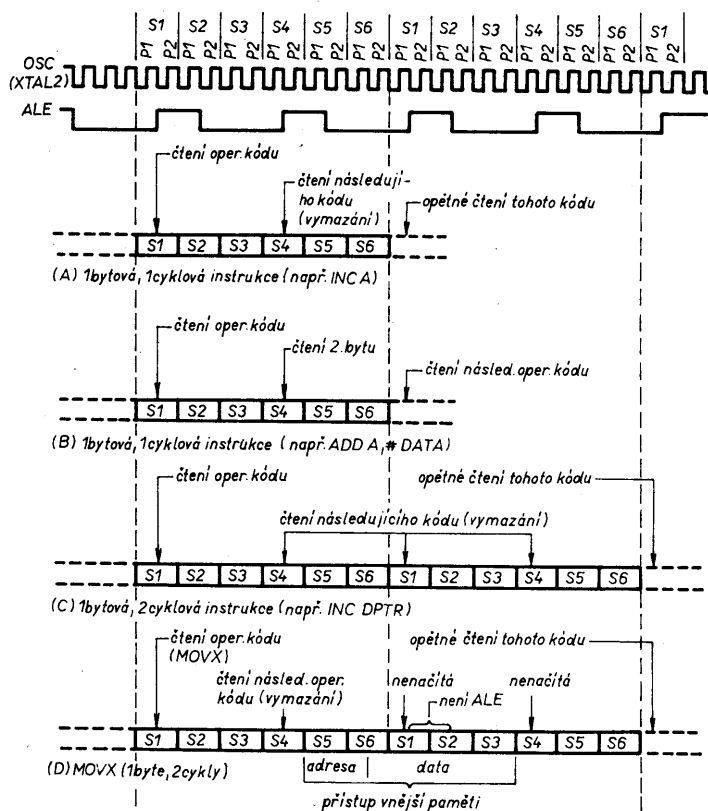 S1 S2 S3 S4 S5 S6 S1 S2 S3 S4 S5 S6 S1
P1 P2 P1 P2 P1 P2 P1 P2 P1 P2 P1 P2 P1 P2 P1 P2 P1 P2 P1 P2 P1 P2 P1 P2 P1 P2
OSC
(XTAL2)
ALE
čtení oper. kódu
čtení následují-
ho kódu
(vymazání)
opětné čtení tohoto kódu
S1 S2 S3 S4 S5 S6
(A) 1bytová, 1cyklová instrukce (např. INC A)
čtení oper. kódu
čtení 2. bytu
čtení násled. oper. kódu
S1 S2 S3 S4 S5 S6
(B) 1bytová, 1cyklová instrukce (např. ADD A, # DATA)
čtení oper. kódu
opětné čtení tohoto kódu
čtení následujícího kódu (vymazání)
S1 S2 S3 S4 S5 S6 S1 S2 S3 S4 S5 S6
(C) 1bytová, 2cyklová instrukce (např. INC DPTR)
čtení oper. kódu
(MOVX)
opětné čtení tohoto kódu
čtení násled. oper.
kódu (vymazání)
nenačítá
nenačítá
není ALE
S1 S2 S3 S4 S5 S6 S1 S2 S3 S4 S5 S6
(D) MOVX (1byte, 2cykly)
adresa
data
přístup vnější paměti